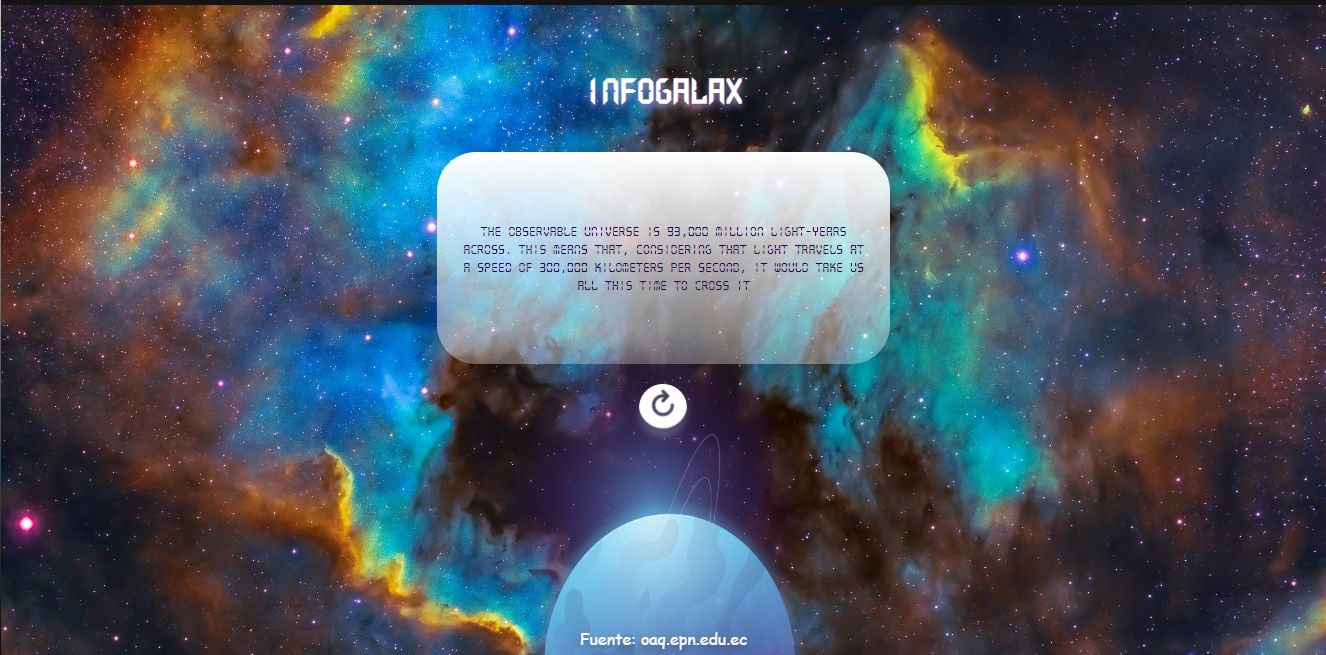 INFOGALAX
THE OBSERVABLE UNIVERSE IS 93,000 MILLION LIGHT-YEARS
ACROSS. THIS MEANS THAT, CONSIDERING THAT LIGHT TRAVELS AT
A SPEED OF 300,000 KILOMETERS PER SECOND, IT WOULD TAKE US
ALL THIS TIME TO CROSS IT
Fuente: oaq.epn.edu.ec